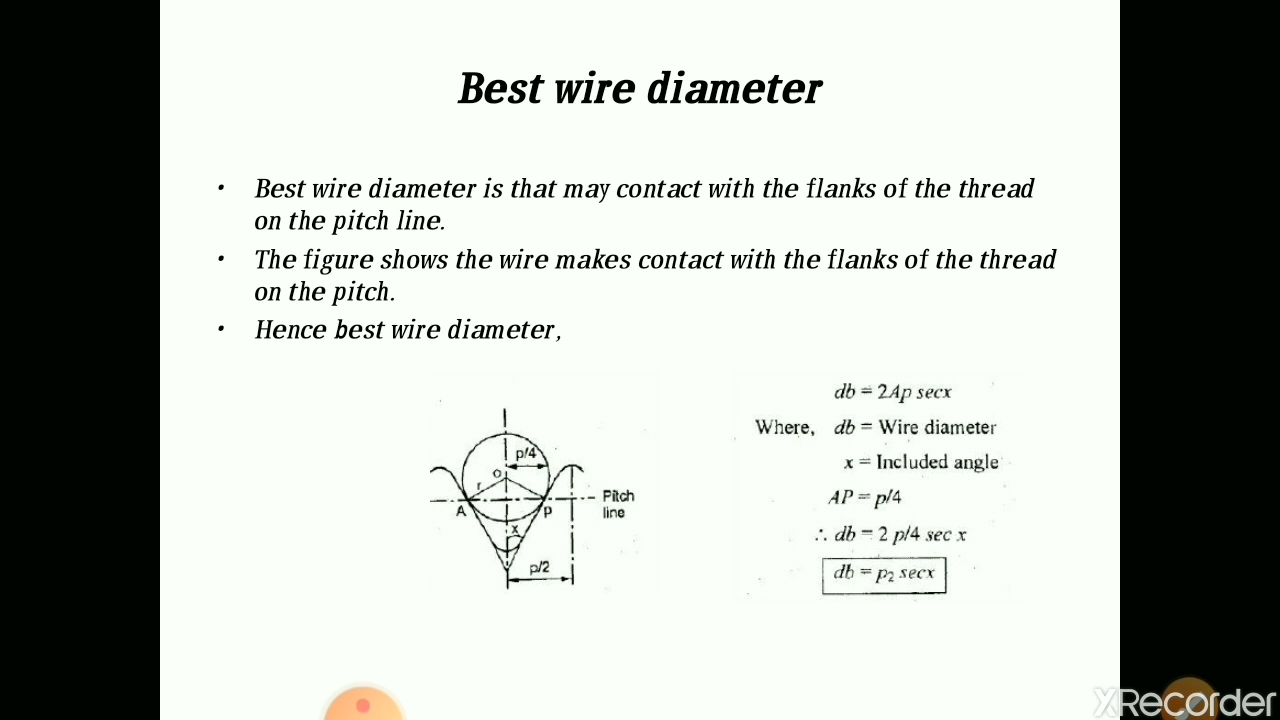 Best wire diameter
• Best wire diameter is that may contact with the flanks of the thread
on the pitch line.
• The figure shows the wire makes contact with the flanks of the thread
on the pitch.
• Hence best wire diameter,
p/4
O
r
A
P
Pitch
line
x
p/2
db = 2Ap secx
Where, db = Wire diameter
x = Included angle
AP = p/4
∴ db = 2 p/4 sec x
db = p₂ secx
XRecorder